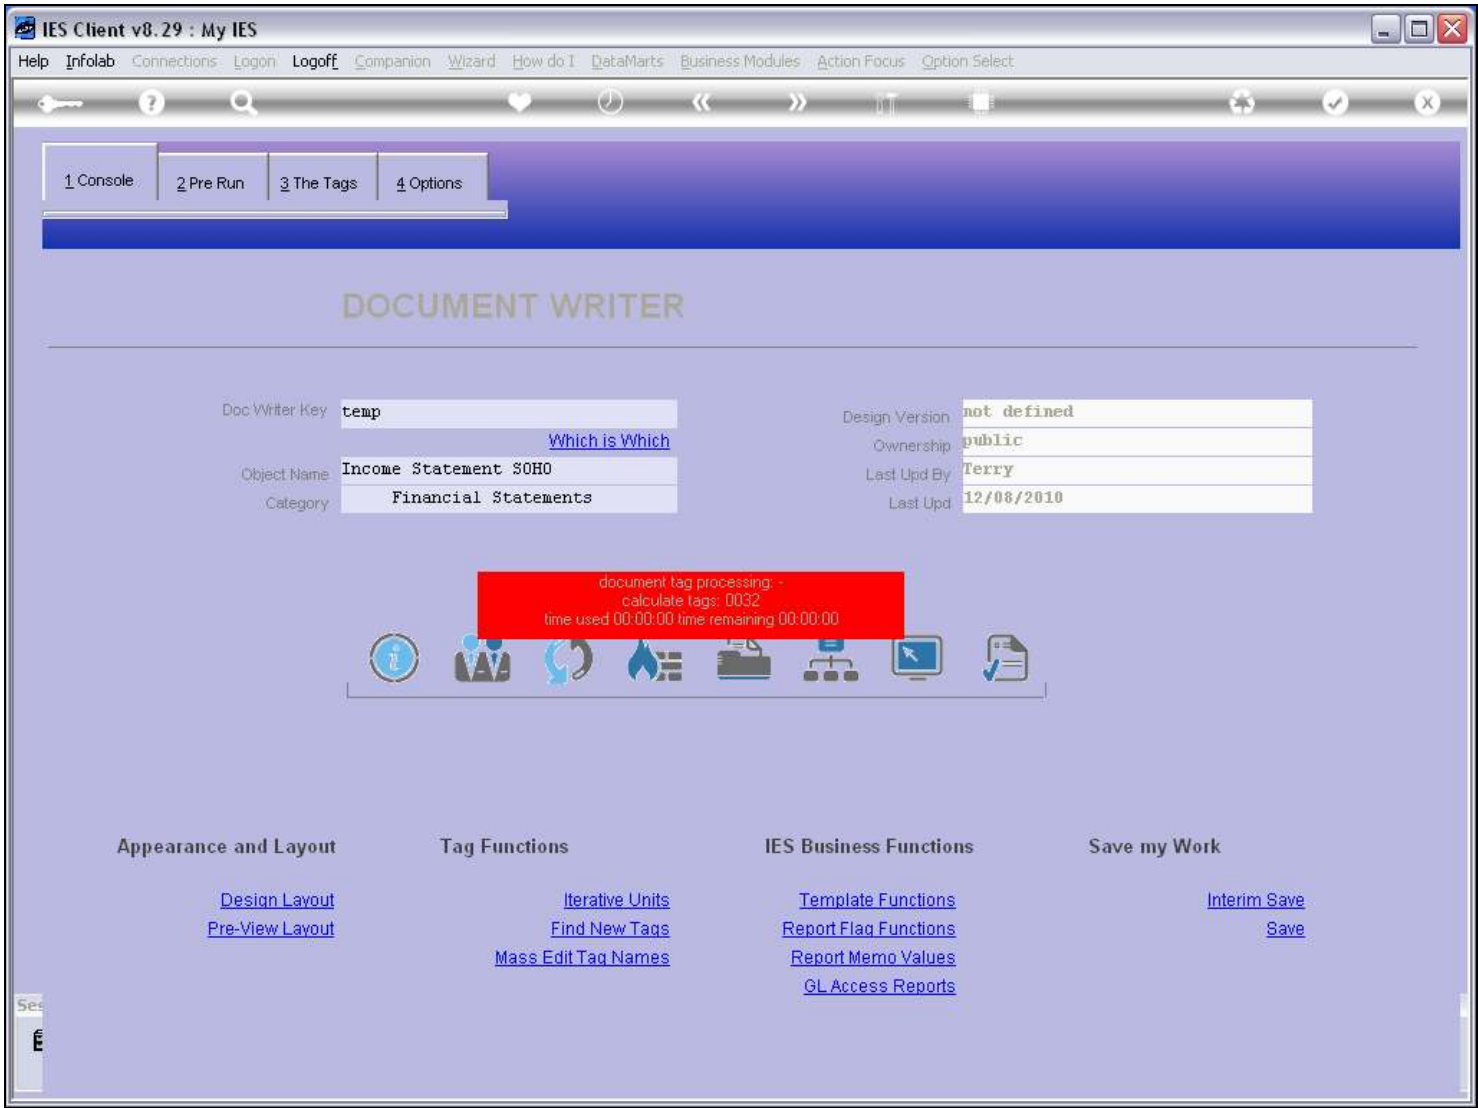 IES Client v8.29 : My IES
Help Infolab Connections Logon Logoff Companion Wizard How do I DataMarts Business Modules Action Focus Option Select
1 Console 2 Pre Run 3 The Tags 4 Options
DOCUMENT WRITER
Doc Writer Key temp
Which is Which
Object Name Income Statement SOHO
Category Financial Statements
Design Version not defined
Ownership public
Last Upd By Terry
Last Upd 12/08/2010
document tag processing: -
calculate tags: 0032
time used 00:00:00 time remaining 00:00:00
Appearance and Layout
Design Layout
Pre-View Layout
Tag Functions
Iterative Units
Find New Tags
Mass Edit Tag Names
IES Business Functions
Template Functions
Report Flag Functions
Report Memo Values
GL Access Reports
Save my Work
Interim Save
Save
Ses